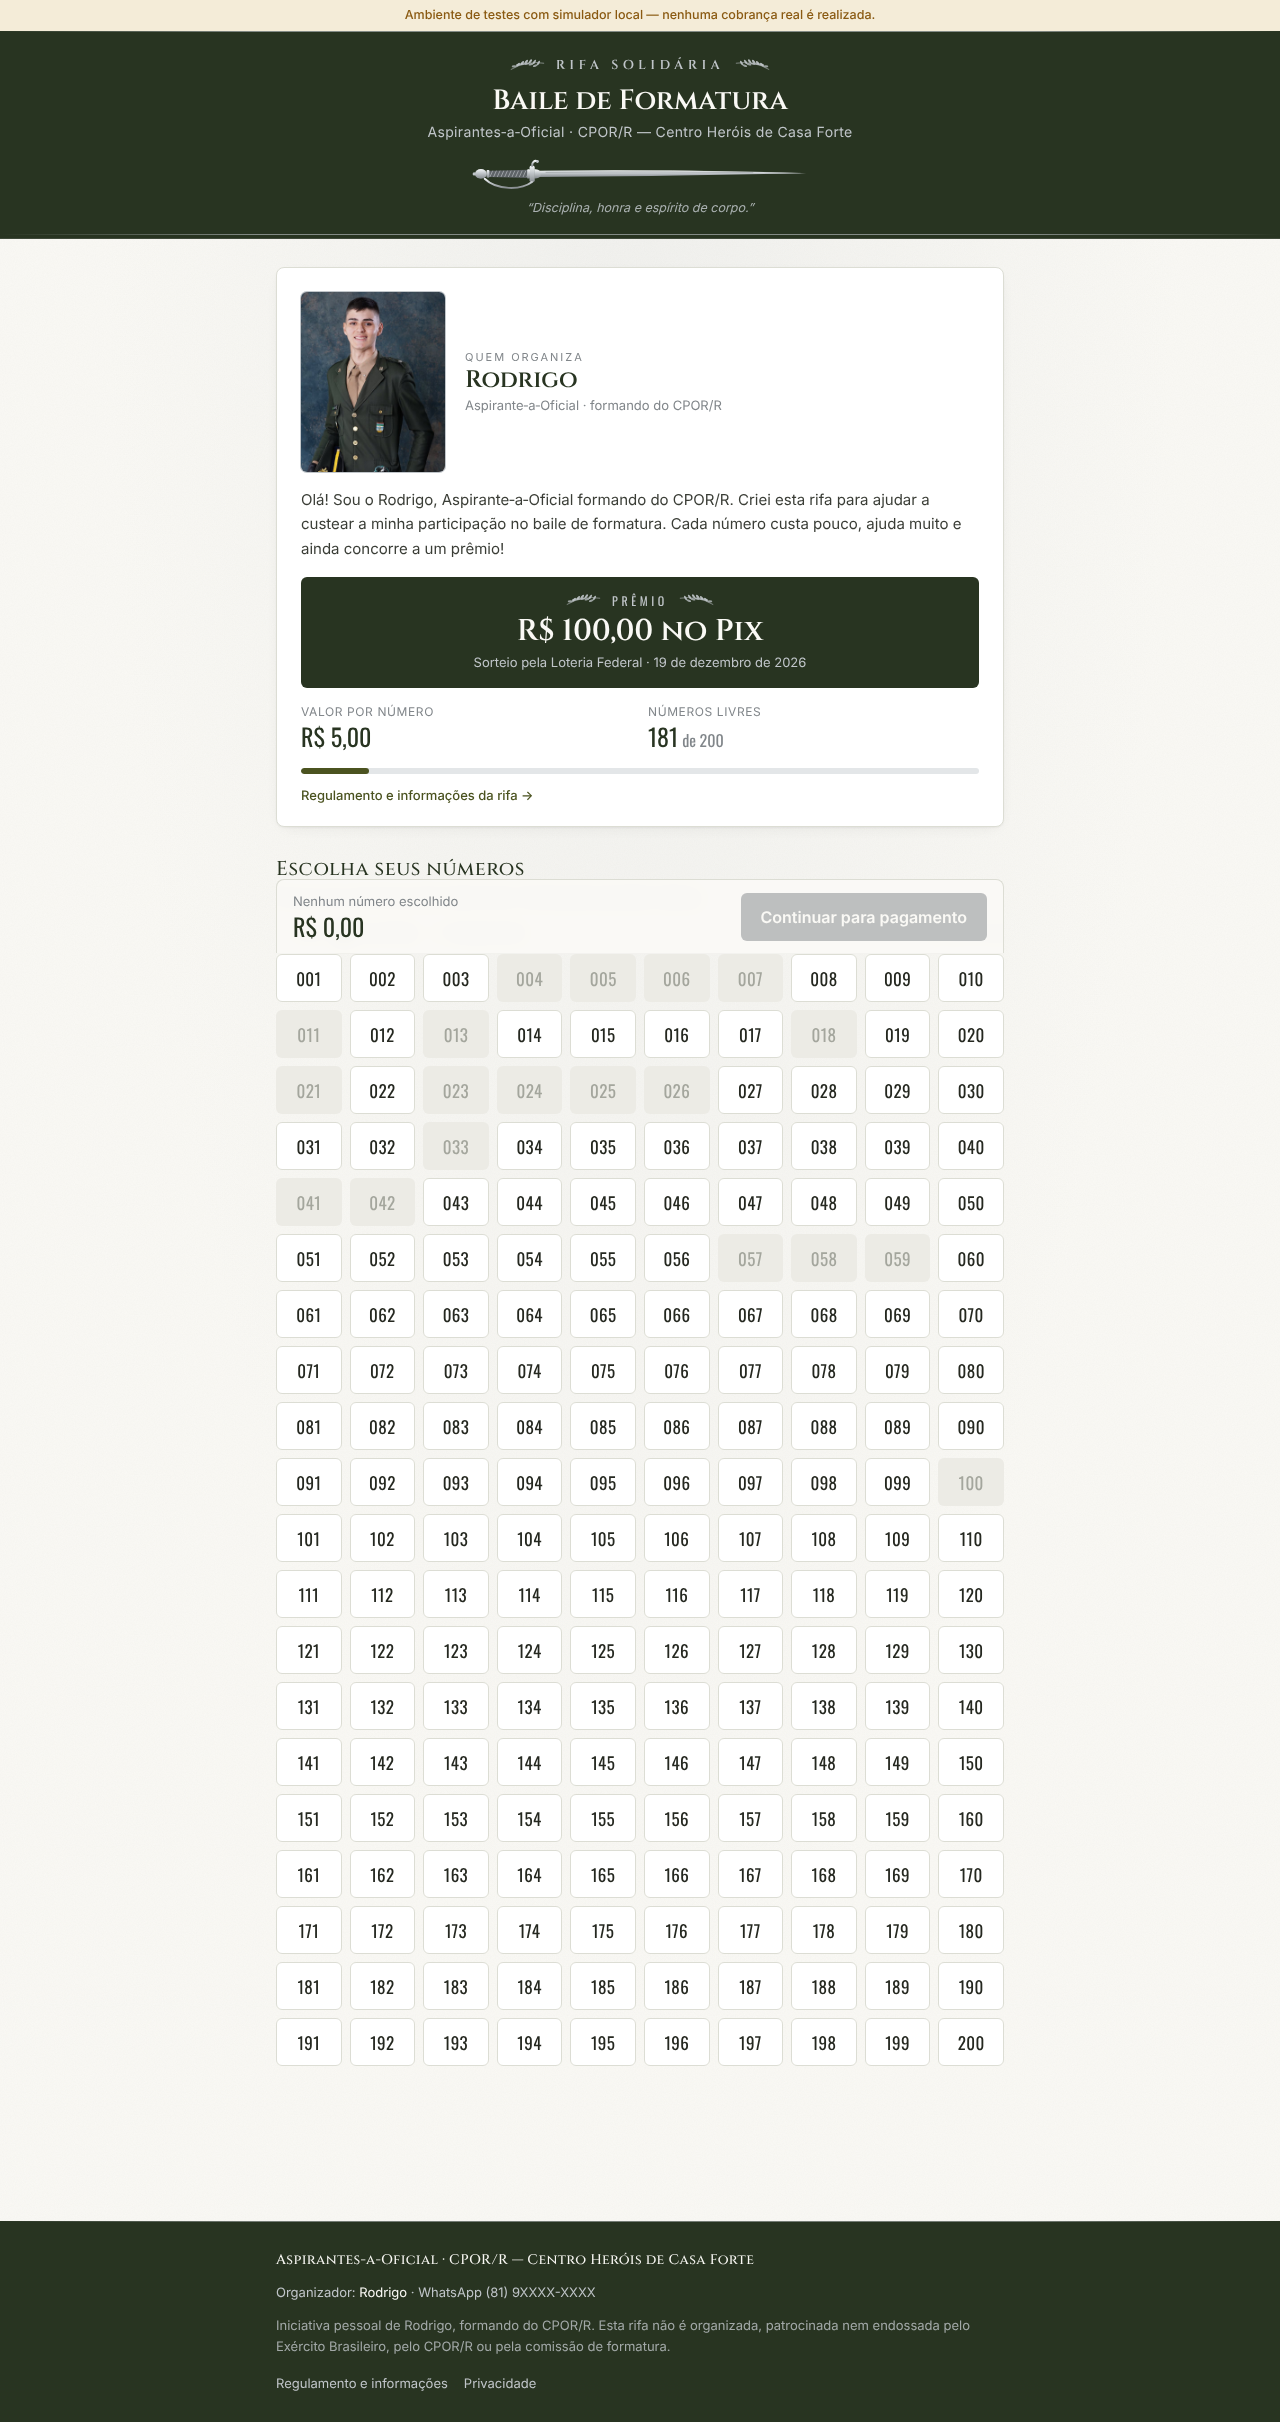 Ambiente de testes com simulador local — nenhuma cobrança real é realizada.
RIFA SOLIDÁRIA
Baile de Formatura
Aspirantes-a-Oficial · CPOR/R — Centro Heróis de Casa Forte
"Disciplina, honra e espírito de corpo."
QUEM ORGANIZA
Rodrigo
Aspirante-a-Oficial · formando do CPOR/R
Olá! Sou o Rodrigo, Aspirante-a-Oficial formando do CPOR/R. Criei esta rifa para ajudar a
custear a minha participação no baile de formatura. Cada número custa pouco, ajuda muito e
ainda concorre a um prêmio!
PRÊMIO
R$ 100,00 no Pix
Sorteio pela Loteria Federal · 19 de dezembro de 2026
VALOR POR NÚMERO NÚMEROS LIVRES
R$ 5,00 181 de 200
Regulamento e informações da rifa →
Escolha seus números
Nenhum número escolhido
R$ 0,00 Continuar para pagamento
001 002 003 004 005 006 007 008 009 010
011 012 013 014 015 016 017 018 019 020
021 022 023 024 025 026 027 028 029 030
031 032 033 034 035 036 037 038 039 040
041 042 043 044 045 046 047 048 049 050
051 052 053 054 055 056 057 058 059 060
061 062 063 064 065 066 067 068 069 070
071 072 073 074 075 076 077 078 079 080
081 082 083 084 085 086 087 088 089 090
091 092 093 094 095 096 097 098 099 100
101 102 103 104 105 106 107 108 109 110
111 112 113 114 115 116 117 118 119 120
121 122 123 124 125 126 127 128 129 130
131 132 133 134 135 136 137 138 139 140
141 142 143 144 145 146 147 148 149 150
151 152 153 154 155 156 157 158 159 160
161 162 163 164 165 166 167 168 169 170
171 172 173 174 175 176 177 178 179 180
181 182 183 184 185 186 187 188 189 190
191 192 193 194 195 196 197 198 199 200
Aspirantes-a-Oficial · CPOR/R — Centro Heróis de Casa Forte
Organizador: Rodrigo · WhatsApp (81) 9XXXX-XXXX
Iniciativa pessoal de Rodrigo, formando do CPOR/R. Esta rifa não é organizada, patrocinada nem endossada pelo
Exército Brasileiro, pelo CPOR/R ou pela comissão de formatura.
Regulamento e informações Privacidade